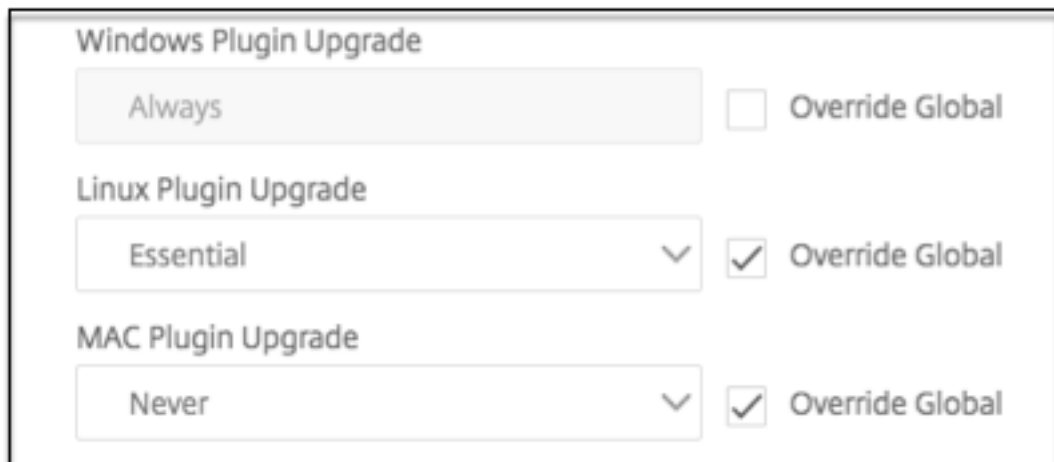 Windows Plugin Upgrade
Always Override Global
Linux Plugin Upgrade
Essential Override Global
MAC Plugin Upgrade
Never Override Global